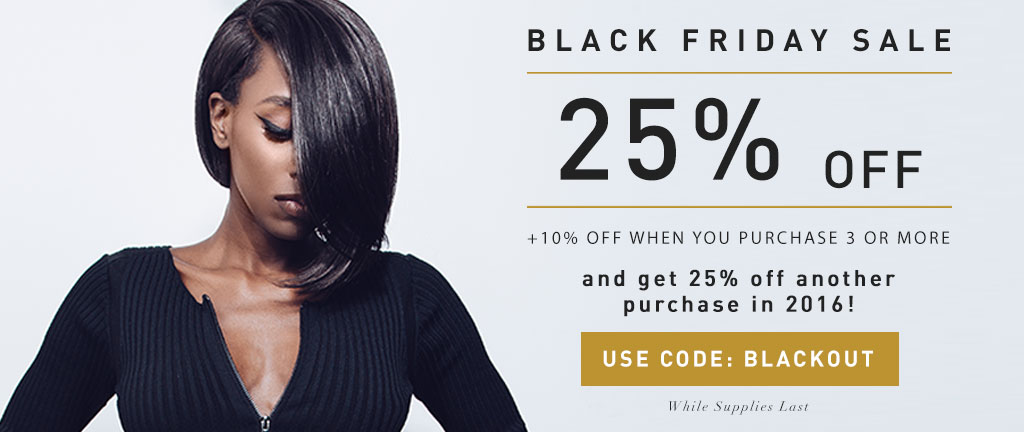 BLACK FRIDAY SALE
25% OFF
+10% OFF WHEN YOU PURCHASE 3 OR MORE
and get 25% off another
purchase in 2016!
USE CODE: BLACKOUT
While Supplies Last